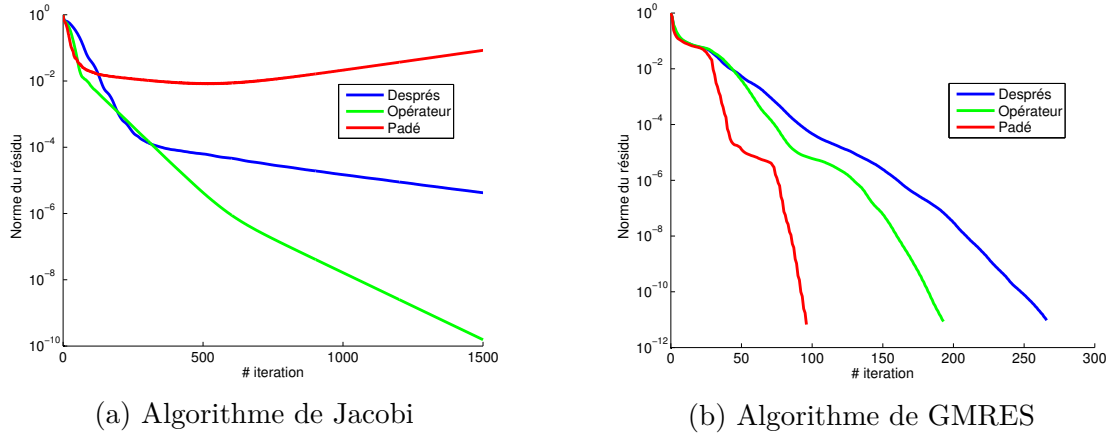 10^0
10^-2
10^-4
10^-6
10^-8
10^-10
Norme du résidu
0
500
1000
1500
# iteration
Després
Opérateur
Padé
(a) Algorithme de Jacobi
10^0
10^-2
10^-4
10^-6
10^-8
10^-10
10^-12
Norme du résidu
0
50
100
150
200
250
300
# iteration
Després
Opérateur
Padé
(b) Algorithme de GMRES